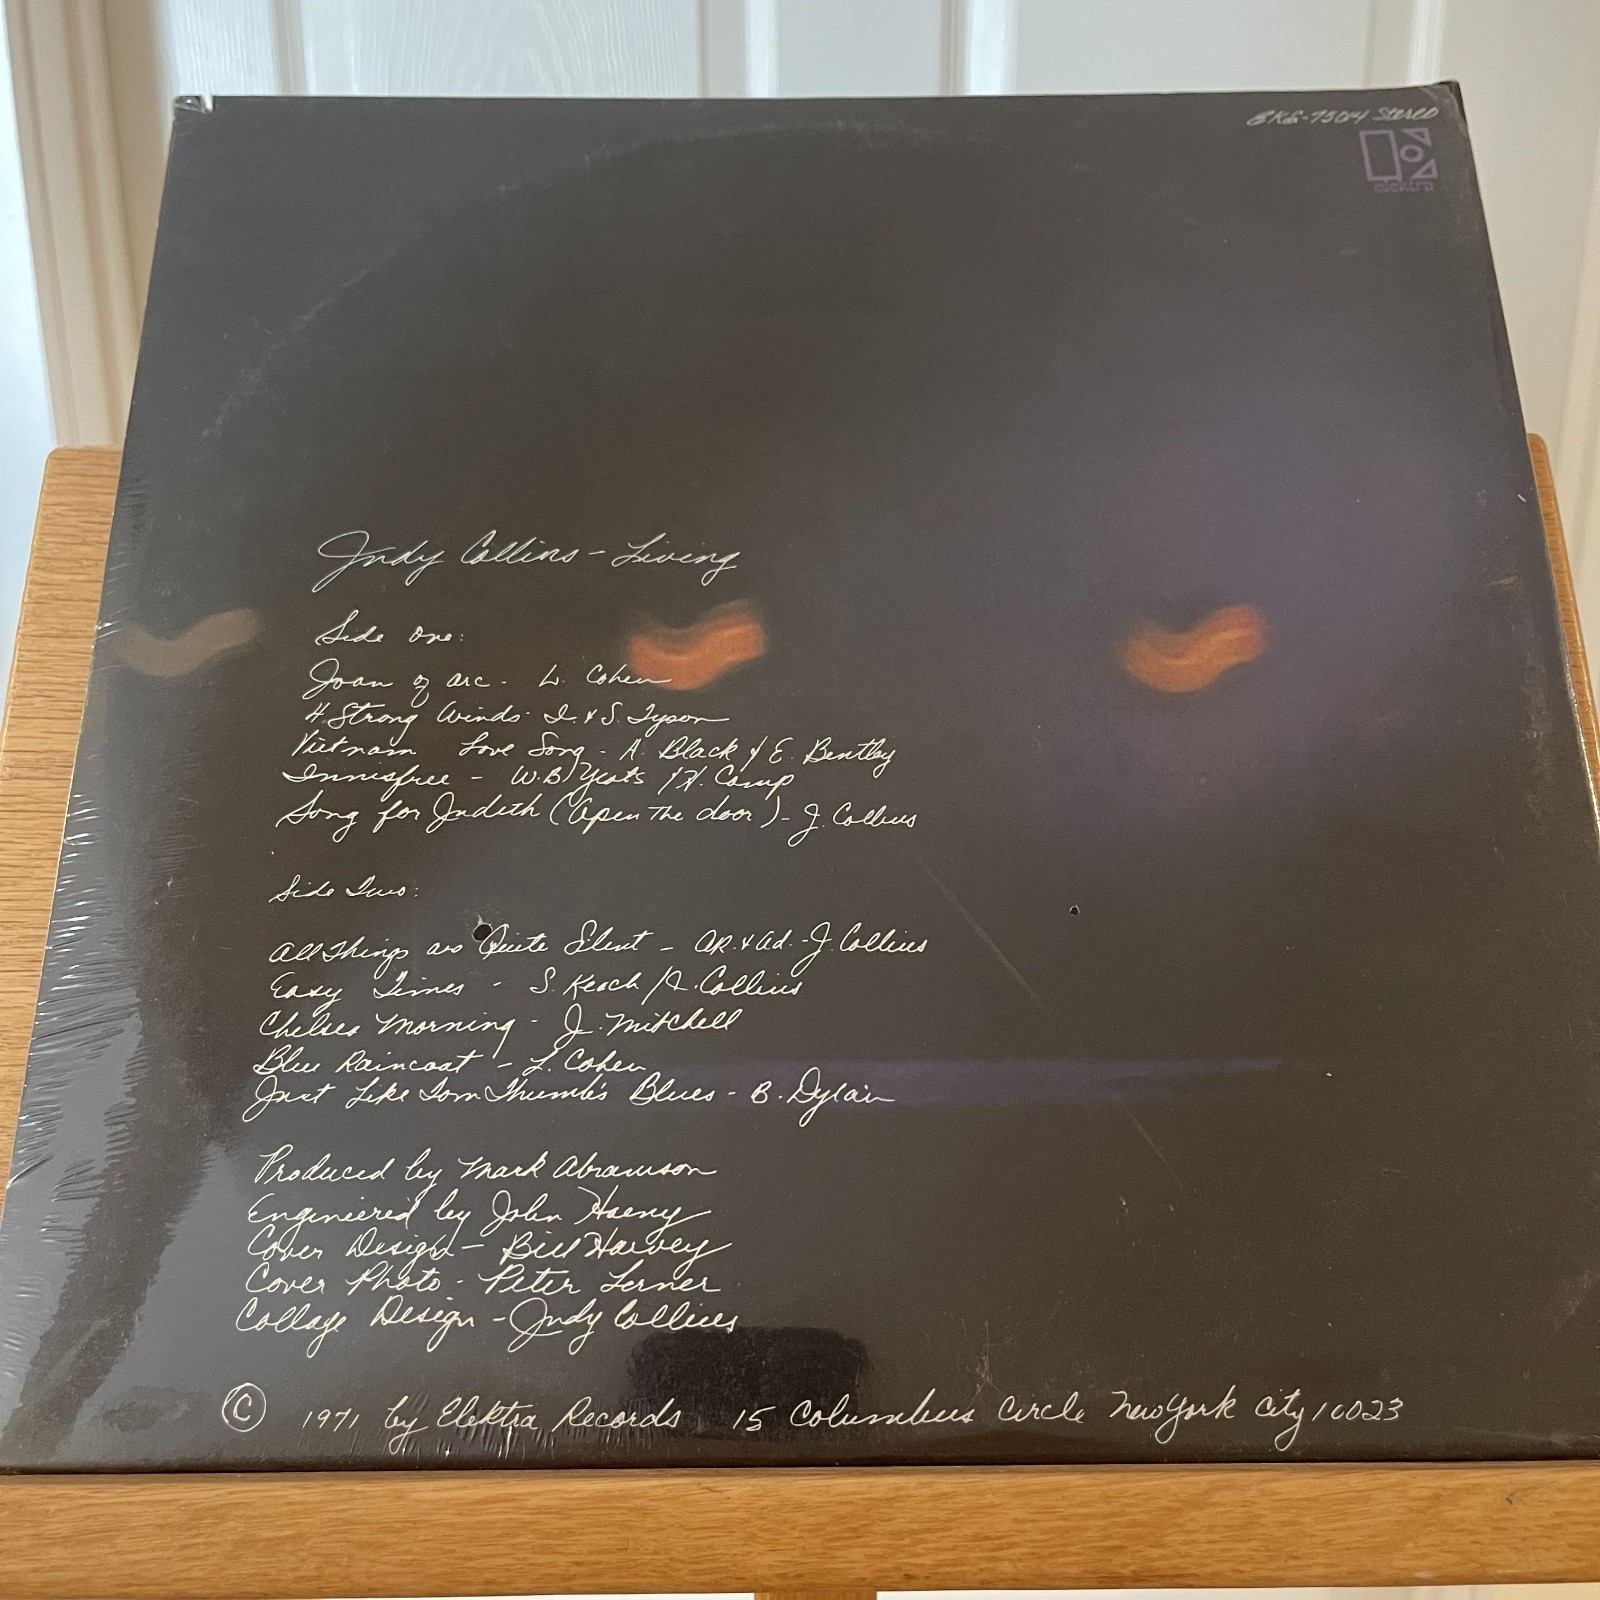 EKS-75014 Stereo
elektra
Judy Collins - Living
Side one:
Joan of arc - L. Cohen
4 Strong Winds - I. & S. Tyson
Vietnam Love Song - A. Black & E. Bentley
Innisfree - W.B. Yeats / H. Camp
Song for Judith (Open The door) - J. Collins
Side Two:
All Things are Quite Silent - AR. & Ad. - J. Collins
Easy Times - S. Keach / J. Collins
Chelsea Morning - J. Mitchell
Blue Raincoat - L. Cohen
Just Like Tom Thumb's Blues - B. Dylan
Produced by Mark Abramson
Engineered by John Haeny
Cover Design - Bill Harvey
Cover Photo - Peter Lerner
Collage Design - Judy Collins
© 1971 by Elektra Records 15 Columbus Circle New York City 10023